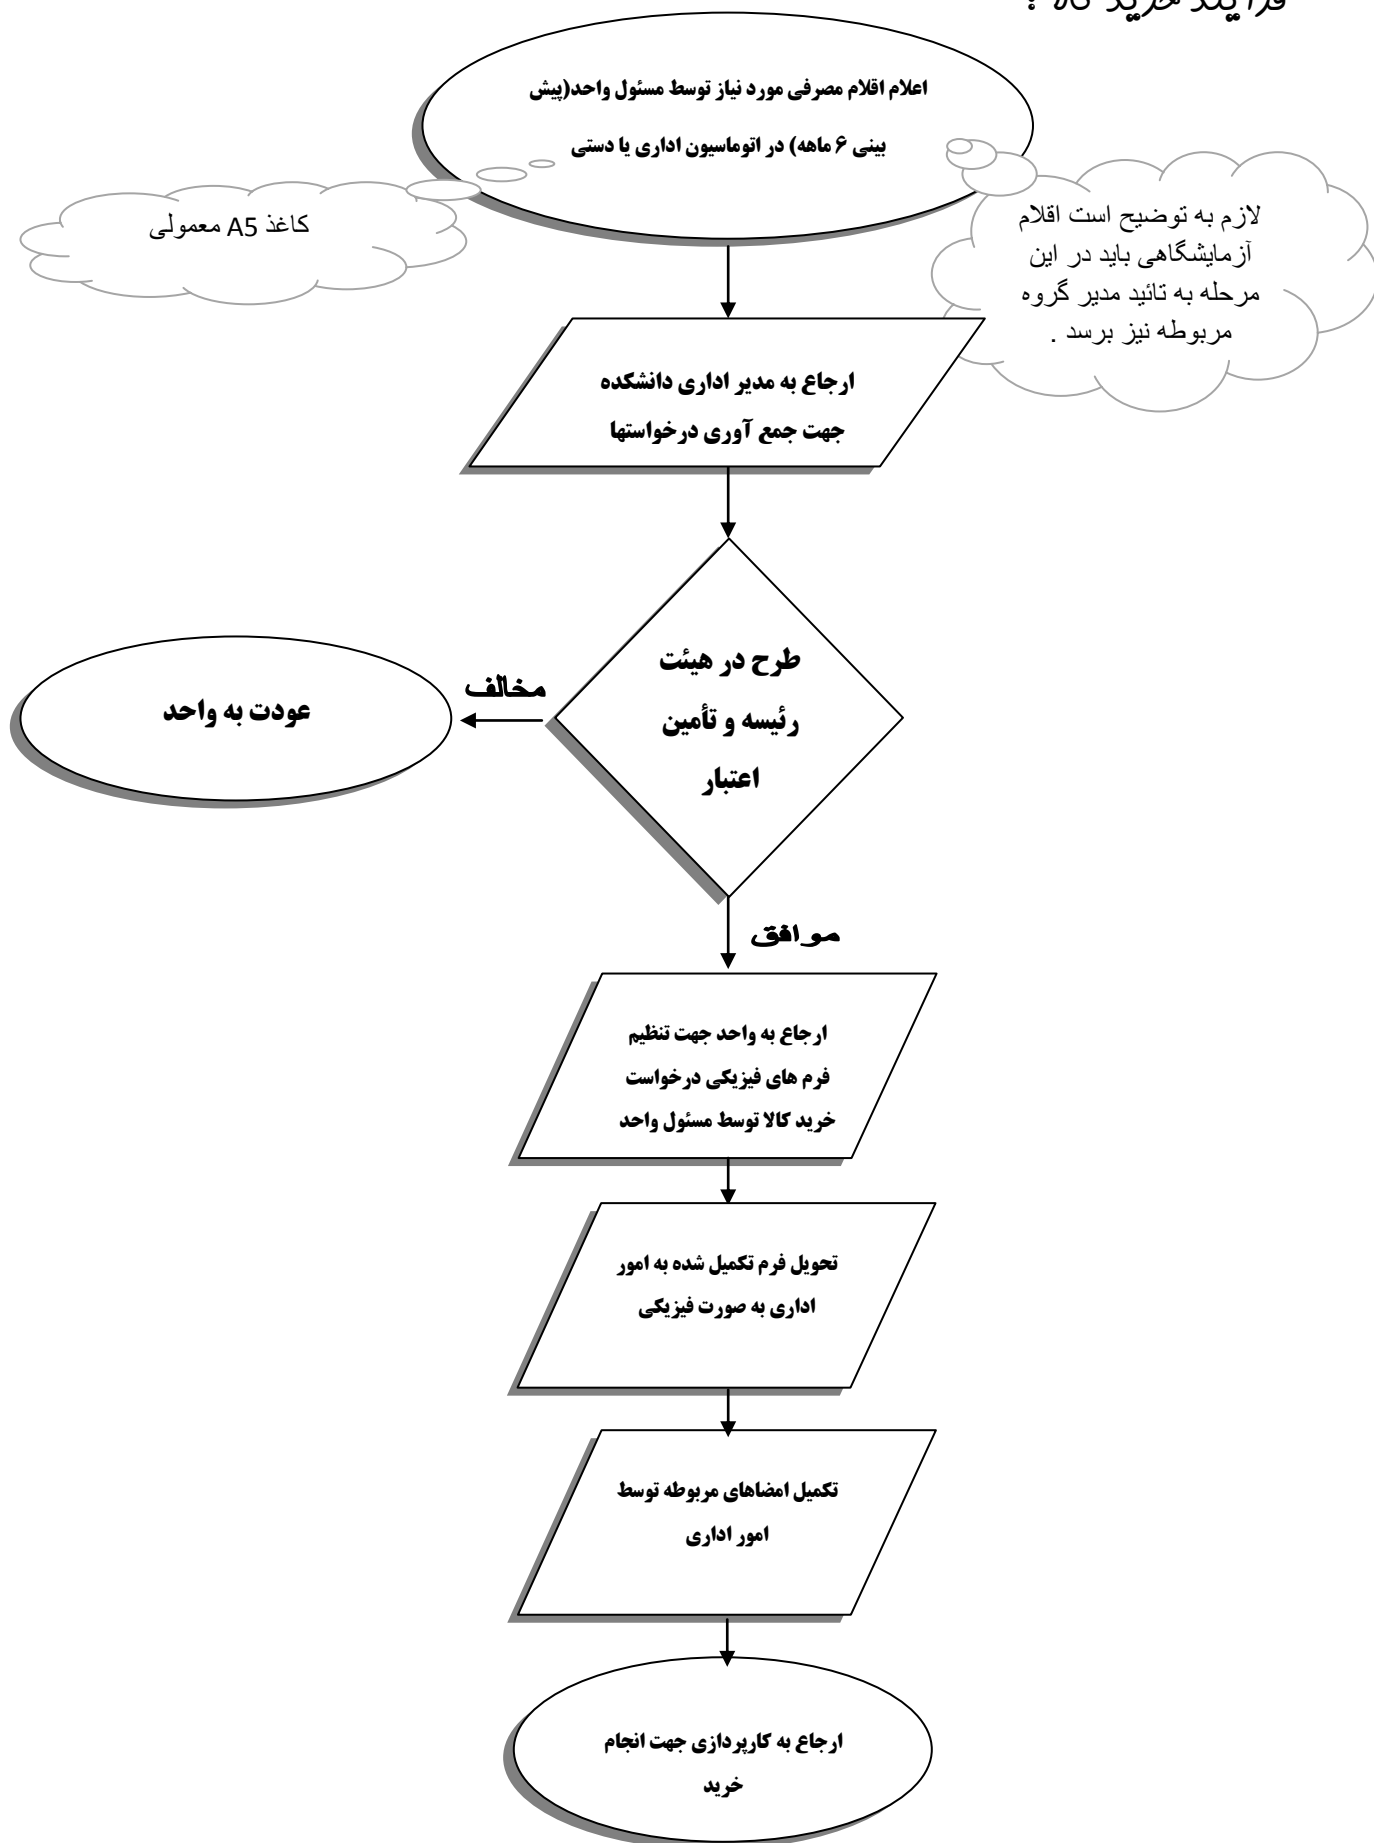 فرآیند خرید کالا :
اعلام اقلام مصرفی مورد نیاز توسط مسئول واحد(پیش
بینی ۶ ماهه) در اتوماسیون اداری یا دستی
کاغذ A5 معمولی
لازم به توضیح است اقلام
آزمایشگاهی باید در این
مرحله به تائید مدیر گروه
مربوطه نیز برسد .
ارجاع به مدیر اداری دانشکده
جهت جمع آوری درخواستها
طرح در هیئت
رئیسه و تأمین
اعتبار
مخالف
عودت به واحد
موافق
ارجاع به واحد جهت تنظیم
فرم های فیزیکی درخواست
خرید کالا توسط مسئول واحد
تحویل فرم تکمیل شده به امور
اداری به صورت فیزیکی
تکمیل امضاهای مربوطه توسط
امور اداری
ارجاع به کارپردازی جهت انجام
خرید